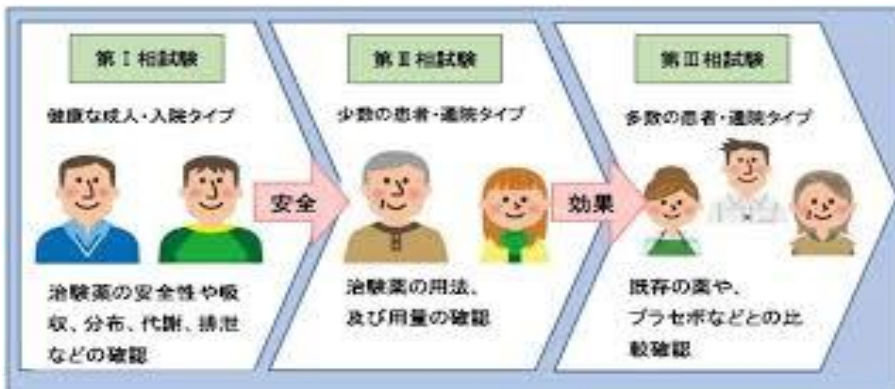 第Ⅰ相試験
健康な成人・入院タイプ
治験薬の安全性や吸
収、分布、代謝、排泄
などの確認
安全
第Ⅱ相試験
少数の患者・通院タイプ
治験薬の用法、
及び用量の確認
効果
第Ⅲ相試験
多数の患者・通院タイプ
既存の薬や、
プラセボなどとの比
較確認